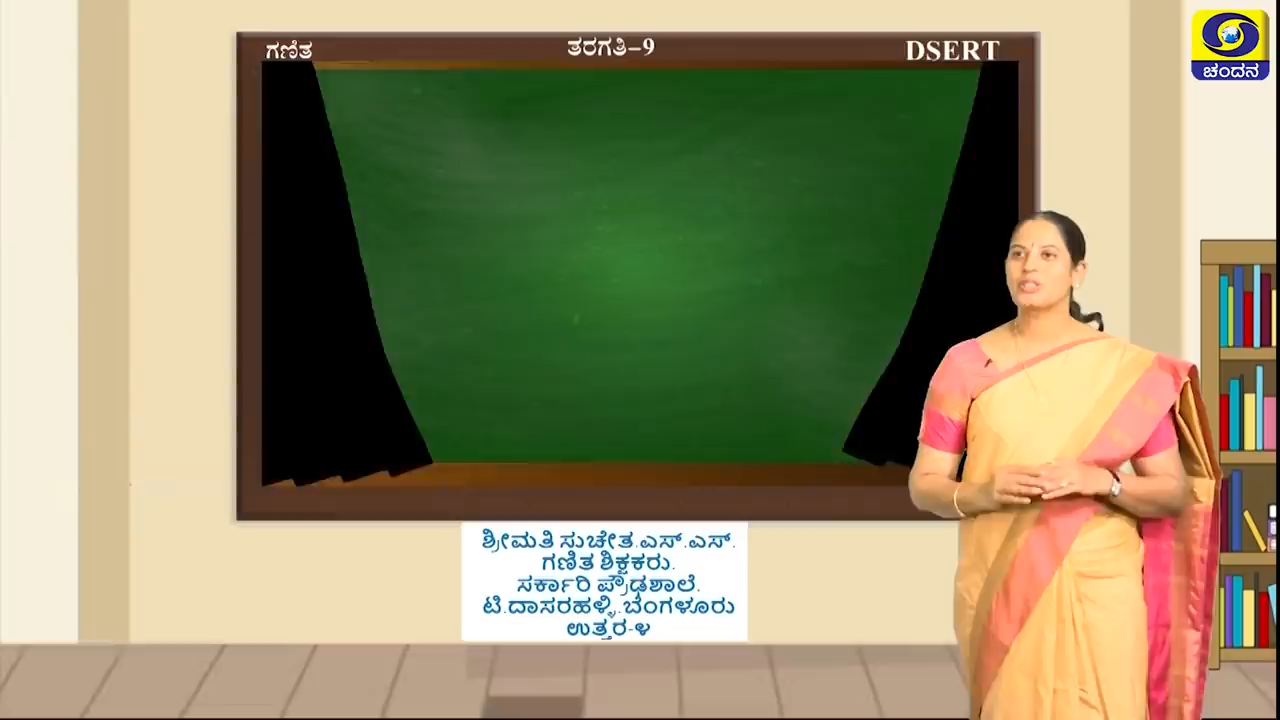 ಗಣಿತ
ತರಗತಿ-9
DSERT
ಚಂದನ
ಶ್ರೀಮತಿ ಸುಚೇತ.ಎಸ್.ಎಸ್.
ಗಣಿತ ಶಿಕ್ಷಕರು.
ಸರ್ಕಾರಿ ಪ್ರೌಢಶಾಲೆ.
ಟಿ.ದಾಸರಹಳ್ಳಿ.ಬೆಂಗಳೂರು
ಉತ್ತರ-೪